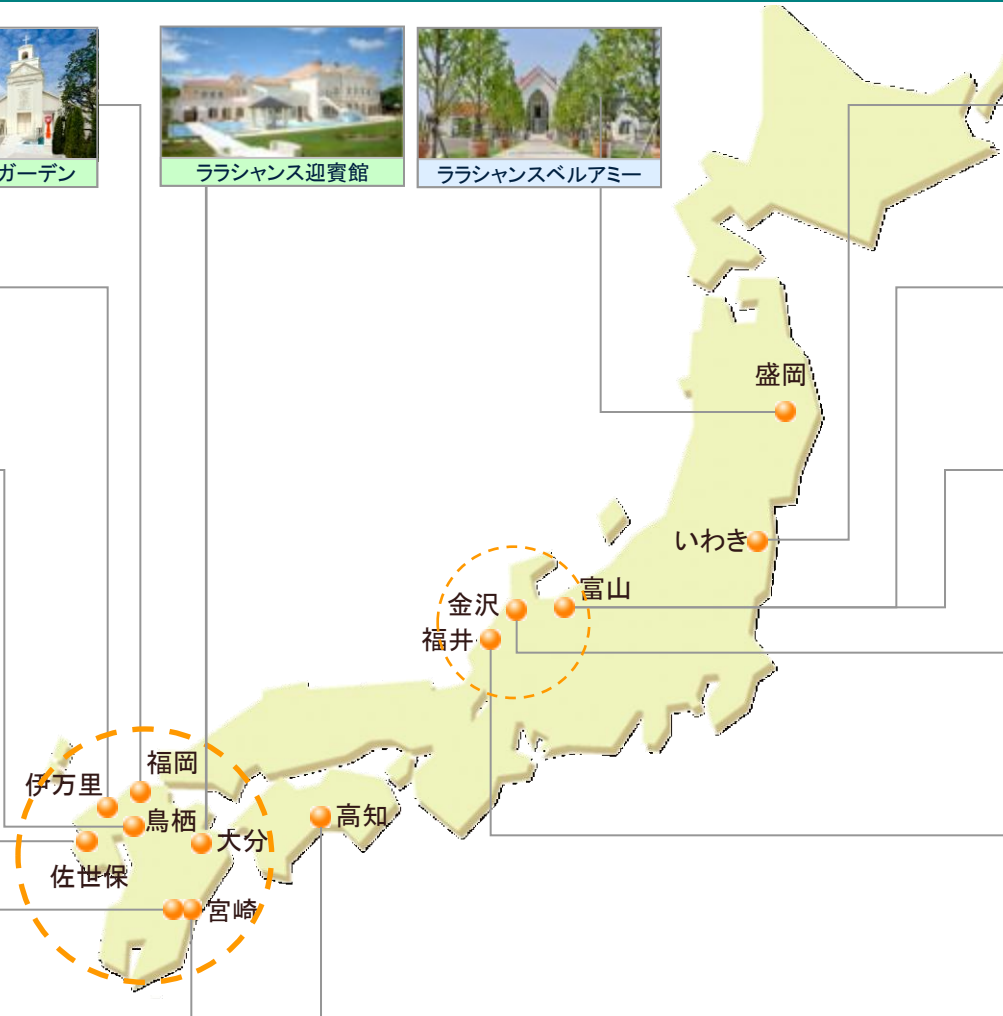 ガーデン
ララシャンス迎賓館
ララシャンスベルアミー
盛岡
いわき
富山
金沢
福井
福岡
伊万里
鳥栖
高知
大分
佐世保
宮崎